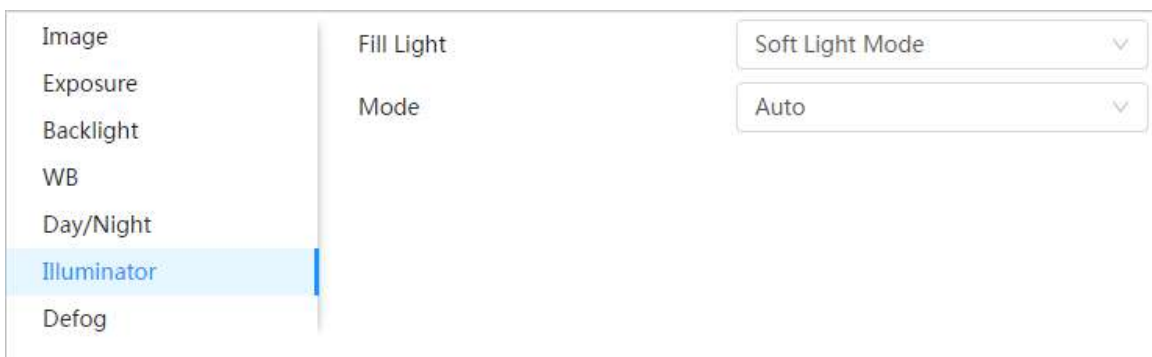 Image
Exposure
Backlight
WB
Day/Night
Illuminator
Defog
Fill Light
Soft Light Mode
Mode
Auto